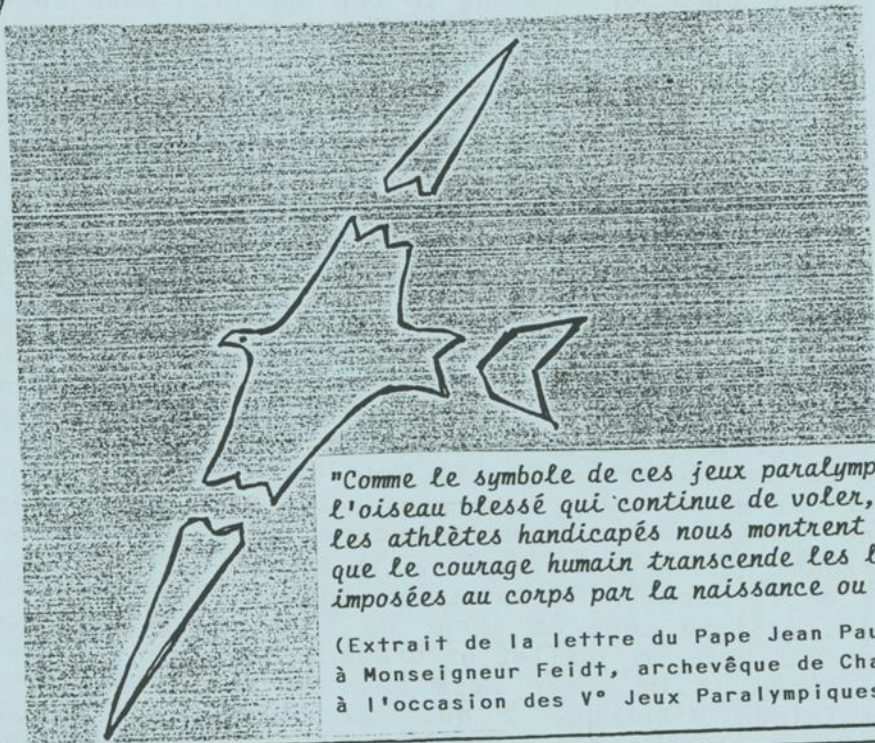 "Comme le symbole de ces jeux paralymp
l'oiseau blessé qui continue de voler,
les athlètes handicapés nous montrent
que le courage humain transcende les l
imposées au corps par la naissance ou
(Extrait de la lettre du Pape Jean Pau
à Monseigneur Feidt, archevêque de Cha
à l'occasion des V° Jeux Paralympiques